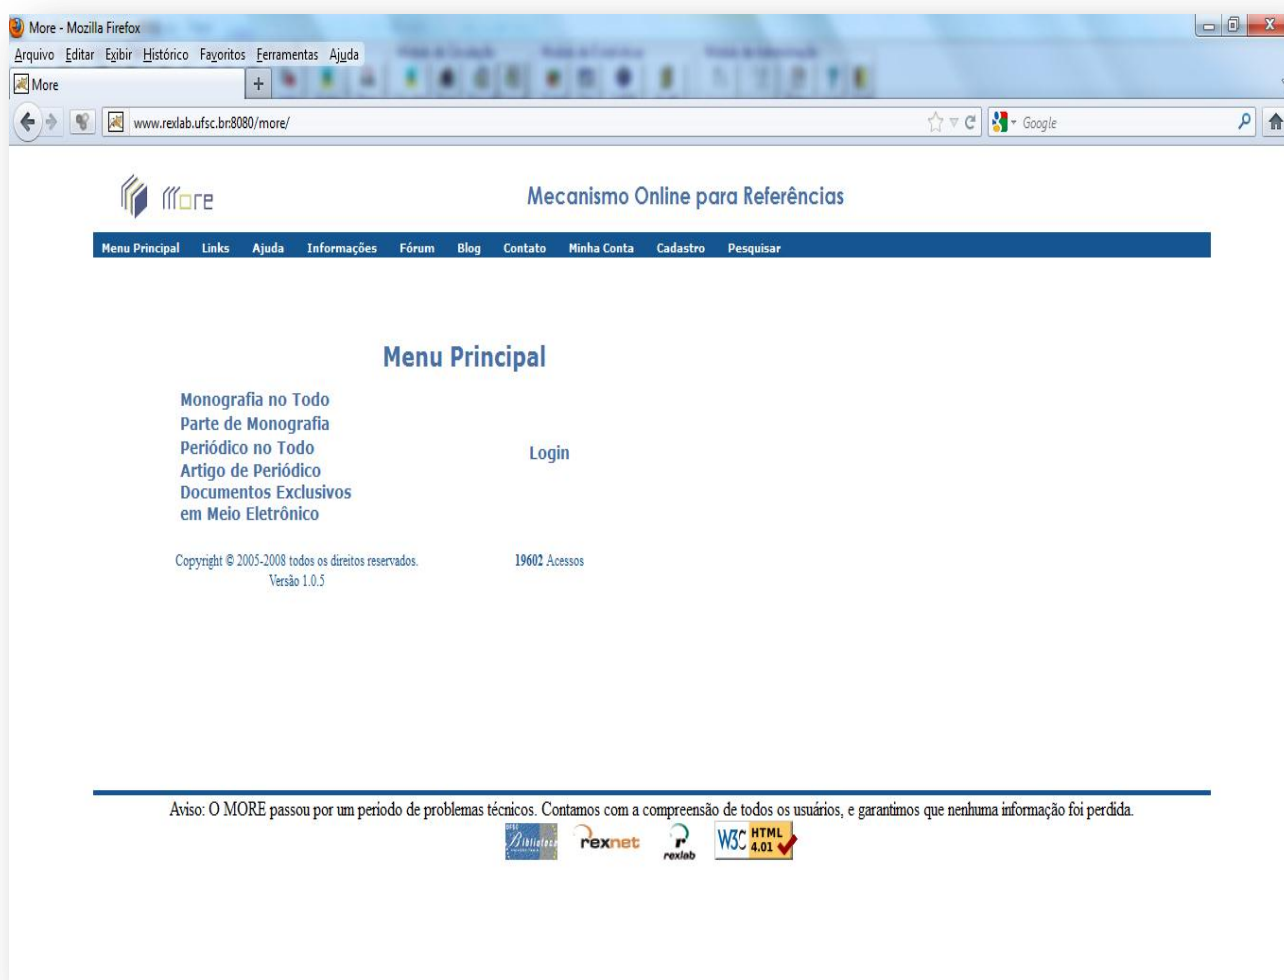 More - Mozilla Firefox
Arquivo Editar Exibir Histórico Favoritos Ferramentas Ajuda
More
www.rexlab.ufsc.br:8080/more/
Google
More
Mecanismo Online para Referências
Menu Principal Links Ajuda Informações Fórum Blog Contato Minha Conta Cadastro Pesquisar
Menu Principal
Monografia no Todo
Parte de Monografia
Periódico no Todo
Login
Artigo de Periódico
Documentos Exclusivos
em Meio Eletrônico
Copyright © 2005-2008 todos os direitos reservados.
19602 Acessos
Versão 1.0.5
Aviso: O MORE passou por um periodo de problemas técnicos. Contamos com a compreensão de todos os usuários, e garantimos que nenhuma informação foi perdida.
rexnet
rexlab
W3C HTML
4.01